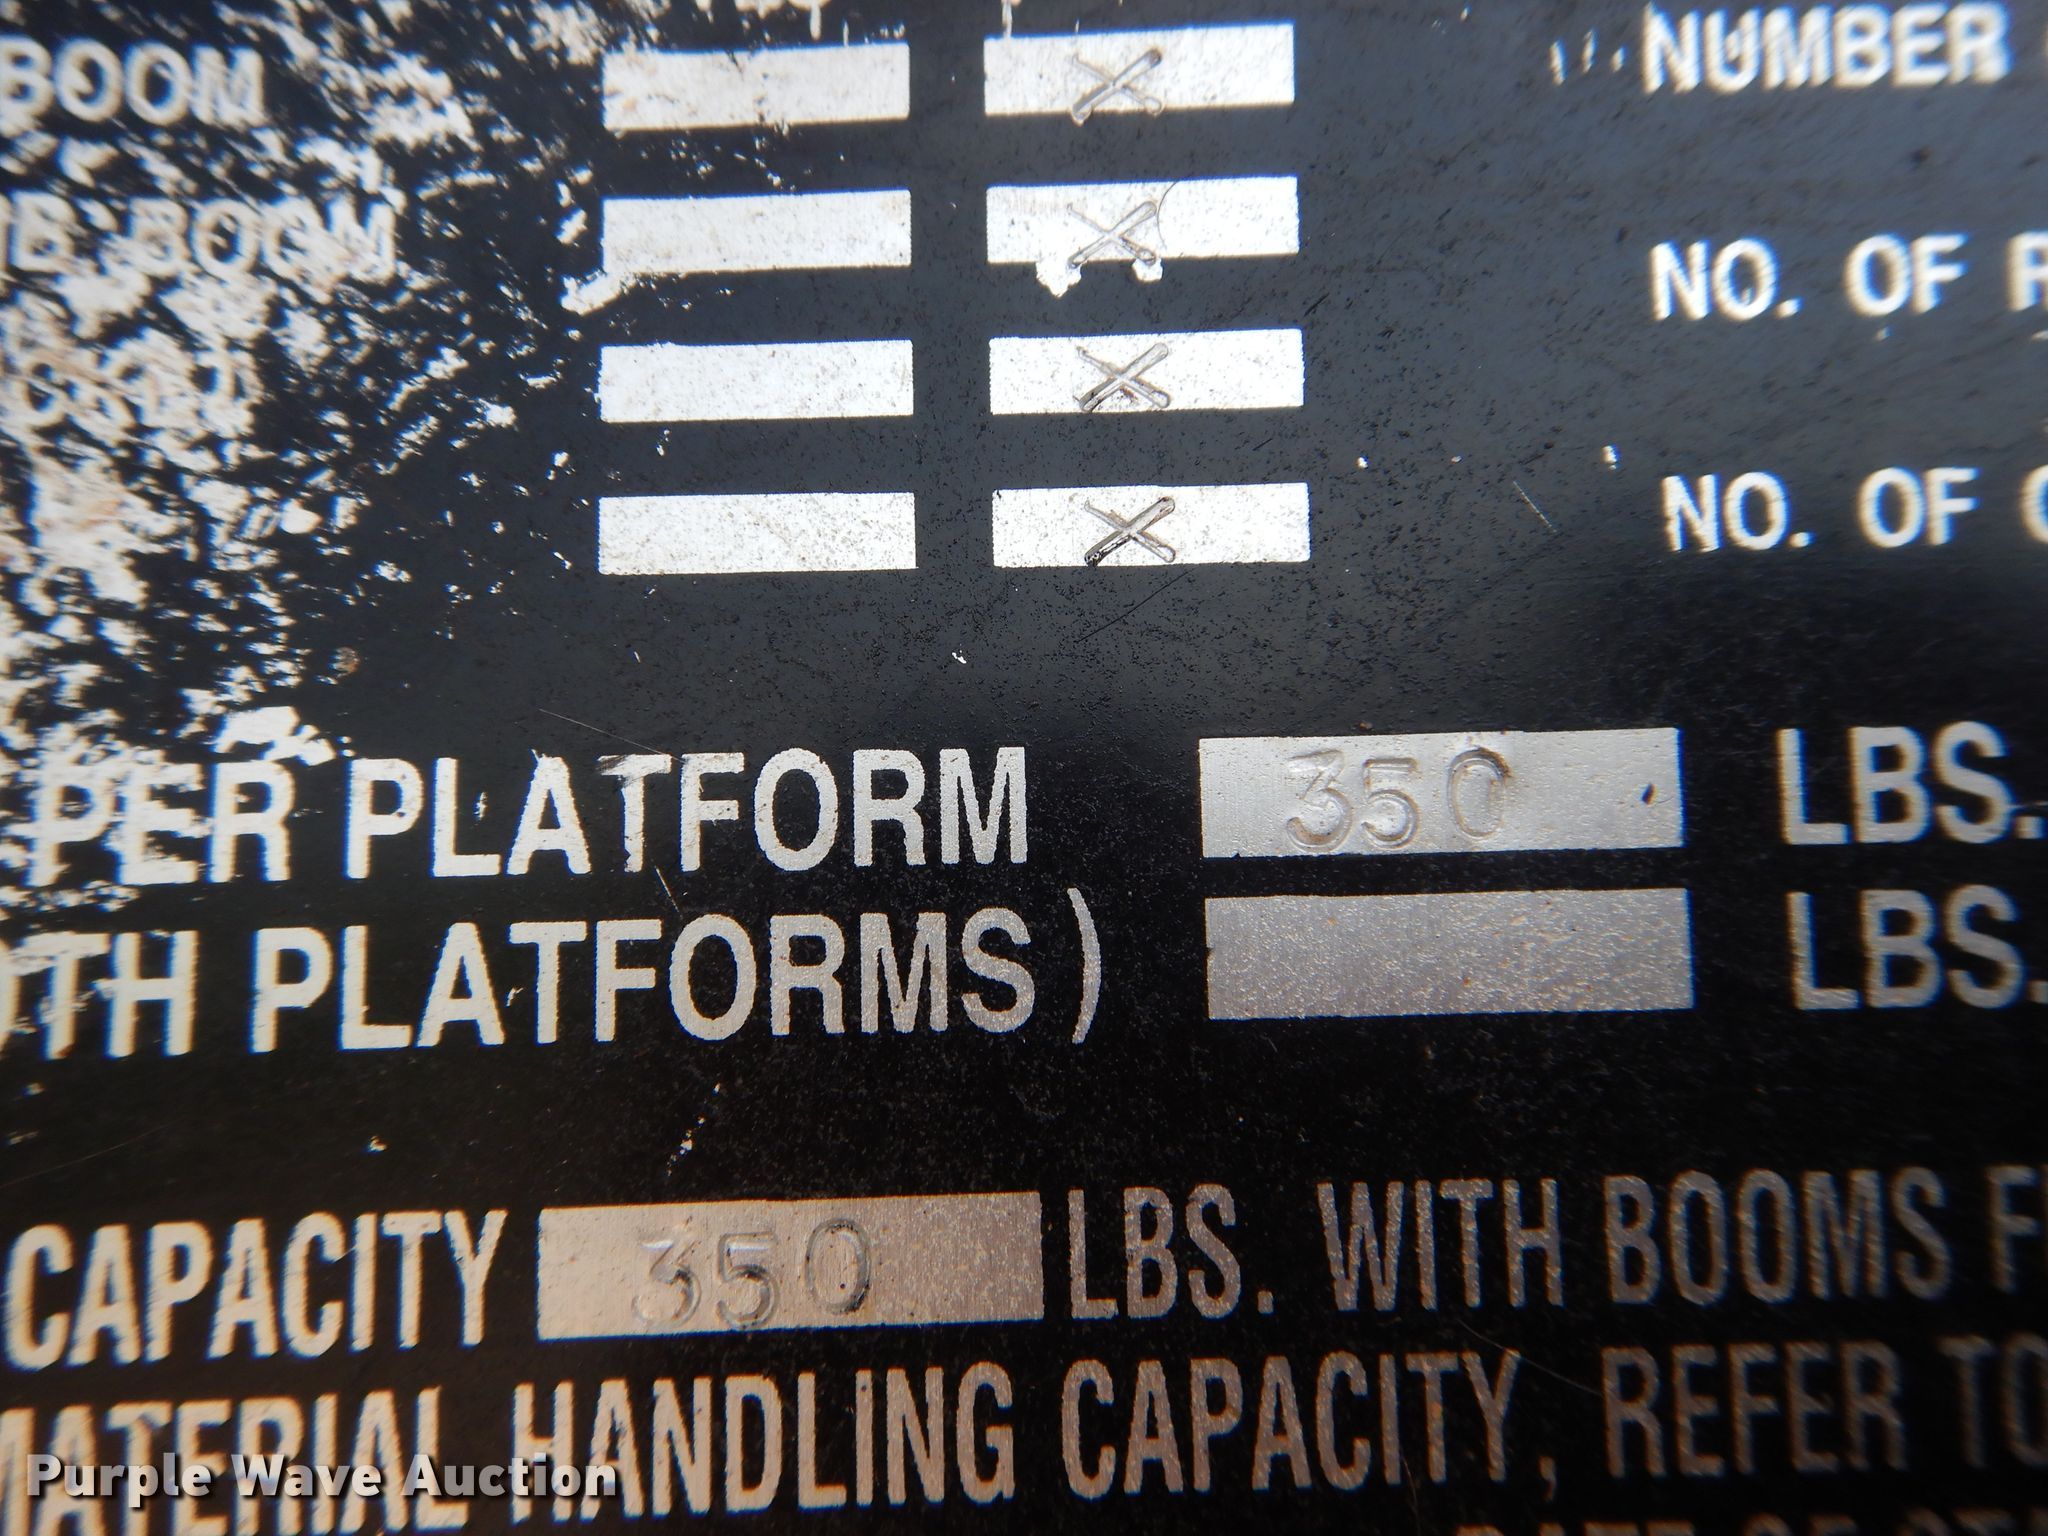 BOOM X NUMBER
BOOM X NO. OF
X
X NO. OF
PER PLATFORM 350 LBS.
PLATFORMS) LBS.
CAPACITY 350 LBS. WITH BOOMS
MATERIAL HANDLING CAPACITY, REFER TO
Purple Wave Auction